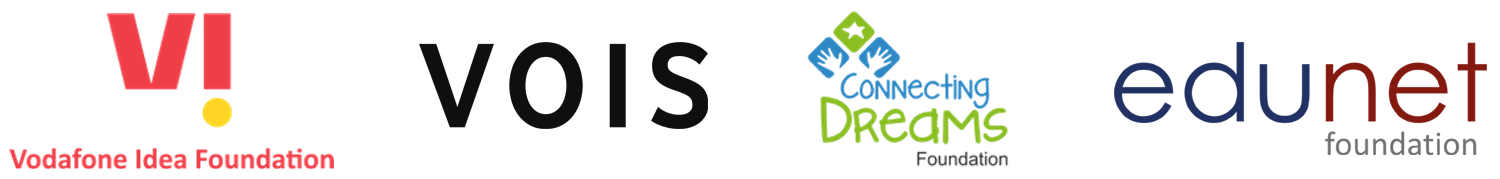 VI
Vodafone Idea Foundation
VOIS
Connecting
Dreams
Foundation
edunet
foundation